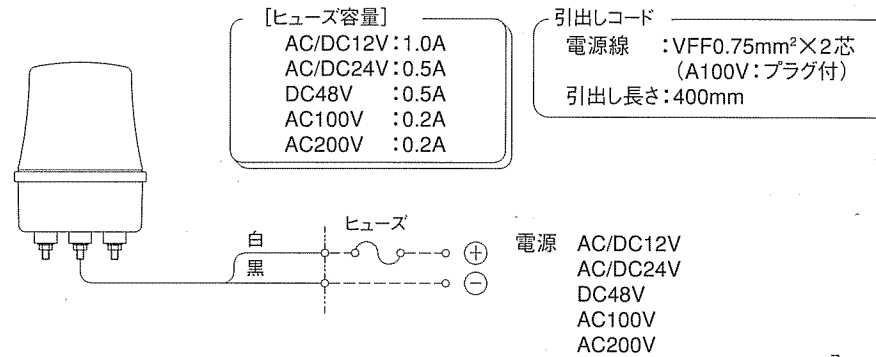 [ヒューズ容量]
AC/DC12V:1.0A
AC/DC24V:0.5A
DC48V :0.5A
AC100V :0.2A
AC200V :0.2A
引出しコード
電源線 :VFF0.75mm²×2芯
(A100V:プラグ付)
引出し長さ:400mm
白
黒
ヒューズ
+
−
電源 AC/DC12V
AC/DC24V
DC48V
AC100V
AC200V